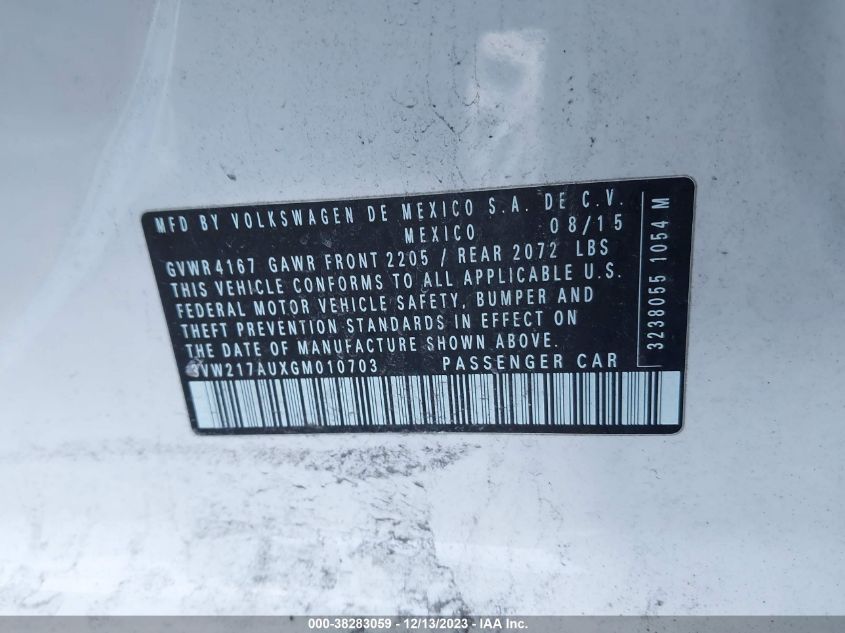 MFD BY VOLKSWAGEN DE MEXICO S.A. DE C.V.
MEXICO 08/15
GVWR4167 GAWR FRONT 2205 / REAR 2072 LBS
THIS VEHICLE CONFORMS TO ALL APPLICABLE U.S.
FEDERAL MOTOR VEHICLE SAFETY, BUMPER AND
THEFT PREVENTION STANDARDS IN EFFECT ON
THE DATE OF MANUFACTURE SHOWN ABOVE.
3VW217AUXGM010703 PASSENGER CAR
3238055 1054 M
000-38283059 - 12/13/2023 - IAA Inc.